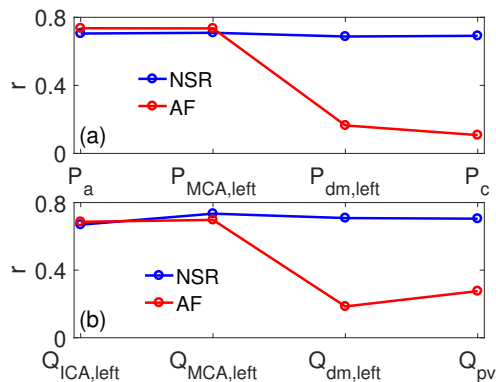 0.8
r
0.4
NSR
AF
(a)
0
P_a P_MCA,left P_dm,left P_c
0.8
r
0.4
NSR
AF
(b)
0
Q_ICA,left Q_MCA,left Q_dm,left Q_pv